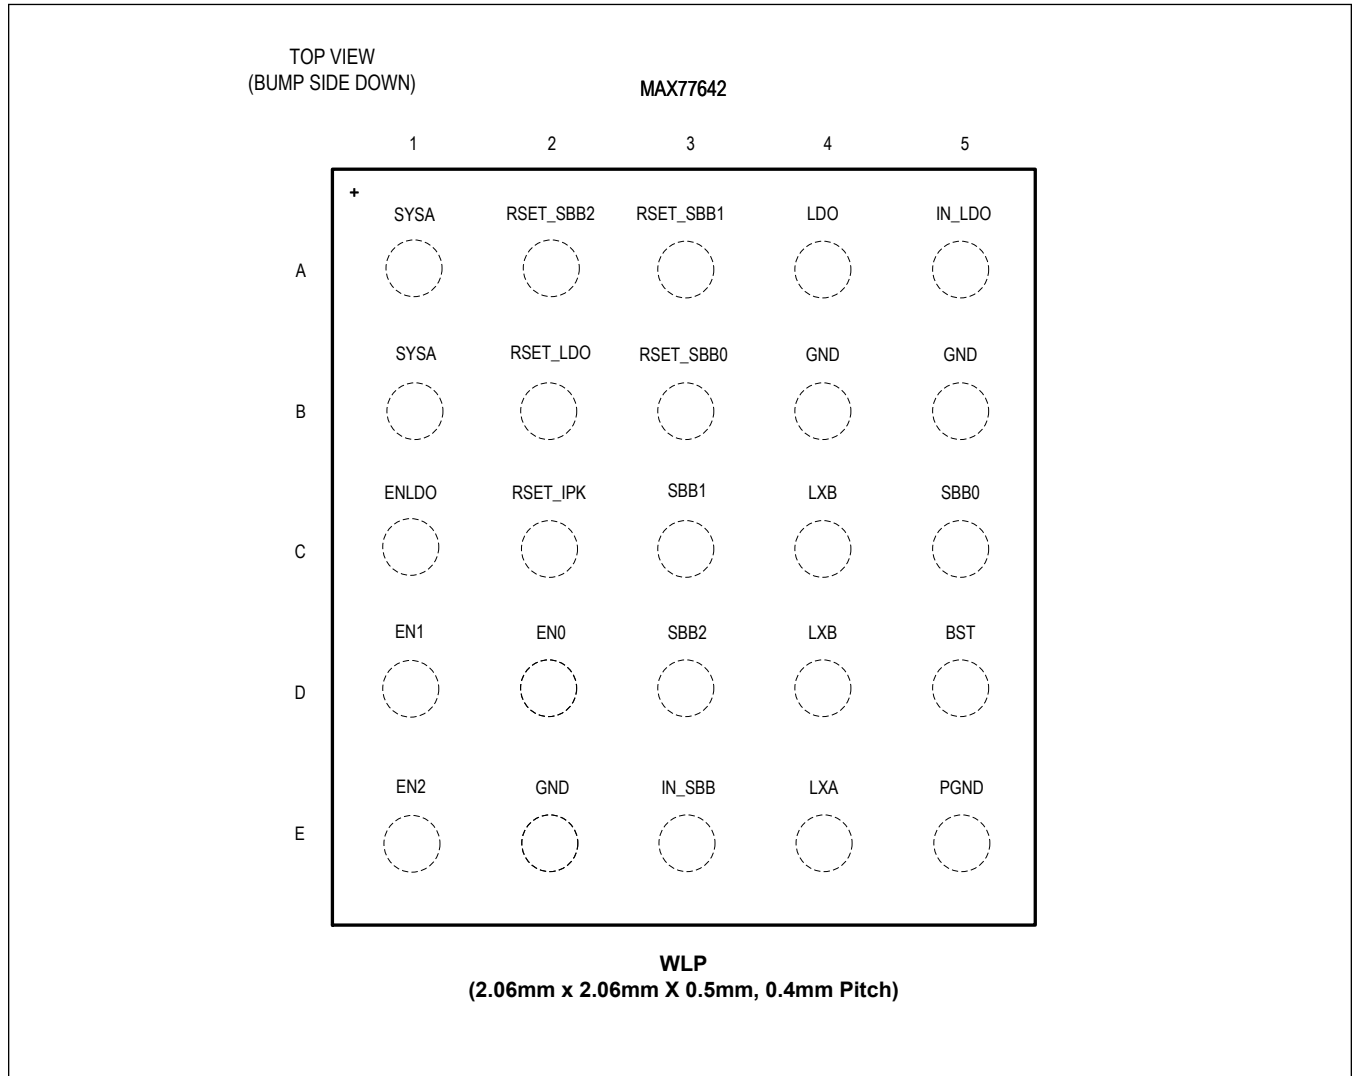 TOP VIEW
(BUMP SIDE DOWN)
MAX77642
1 2 3 4 5
+
SYSA RSET_SBB2 RSET_SBB1 LDO IN_LDO
A
SYSA RSET_LDO RSET_SBB0 GND GND
B
ENLDO RSET_IPK SBB1 LXB SBB0
C
EN1 EN0 SBB2 LXB BST
D
EN2 GND IN_SBB LXA PGND
E
WLP
(2.06mm x 2.06mm X 0.5mm, 0.4mm Pitch)